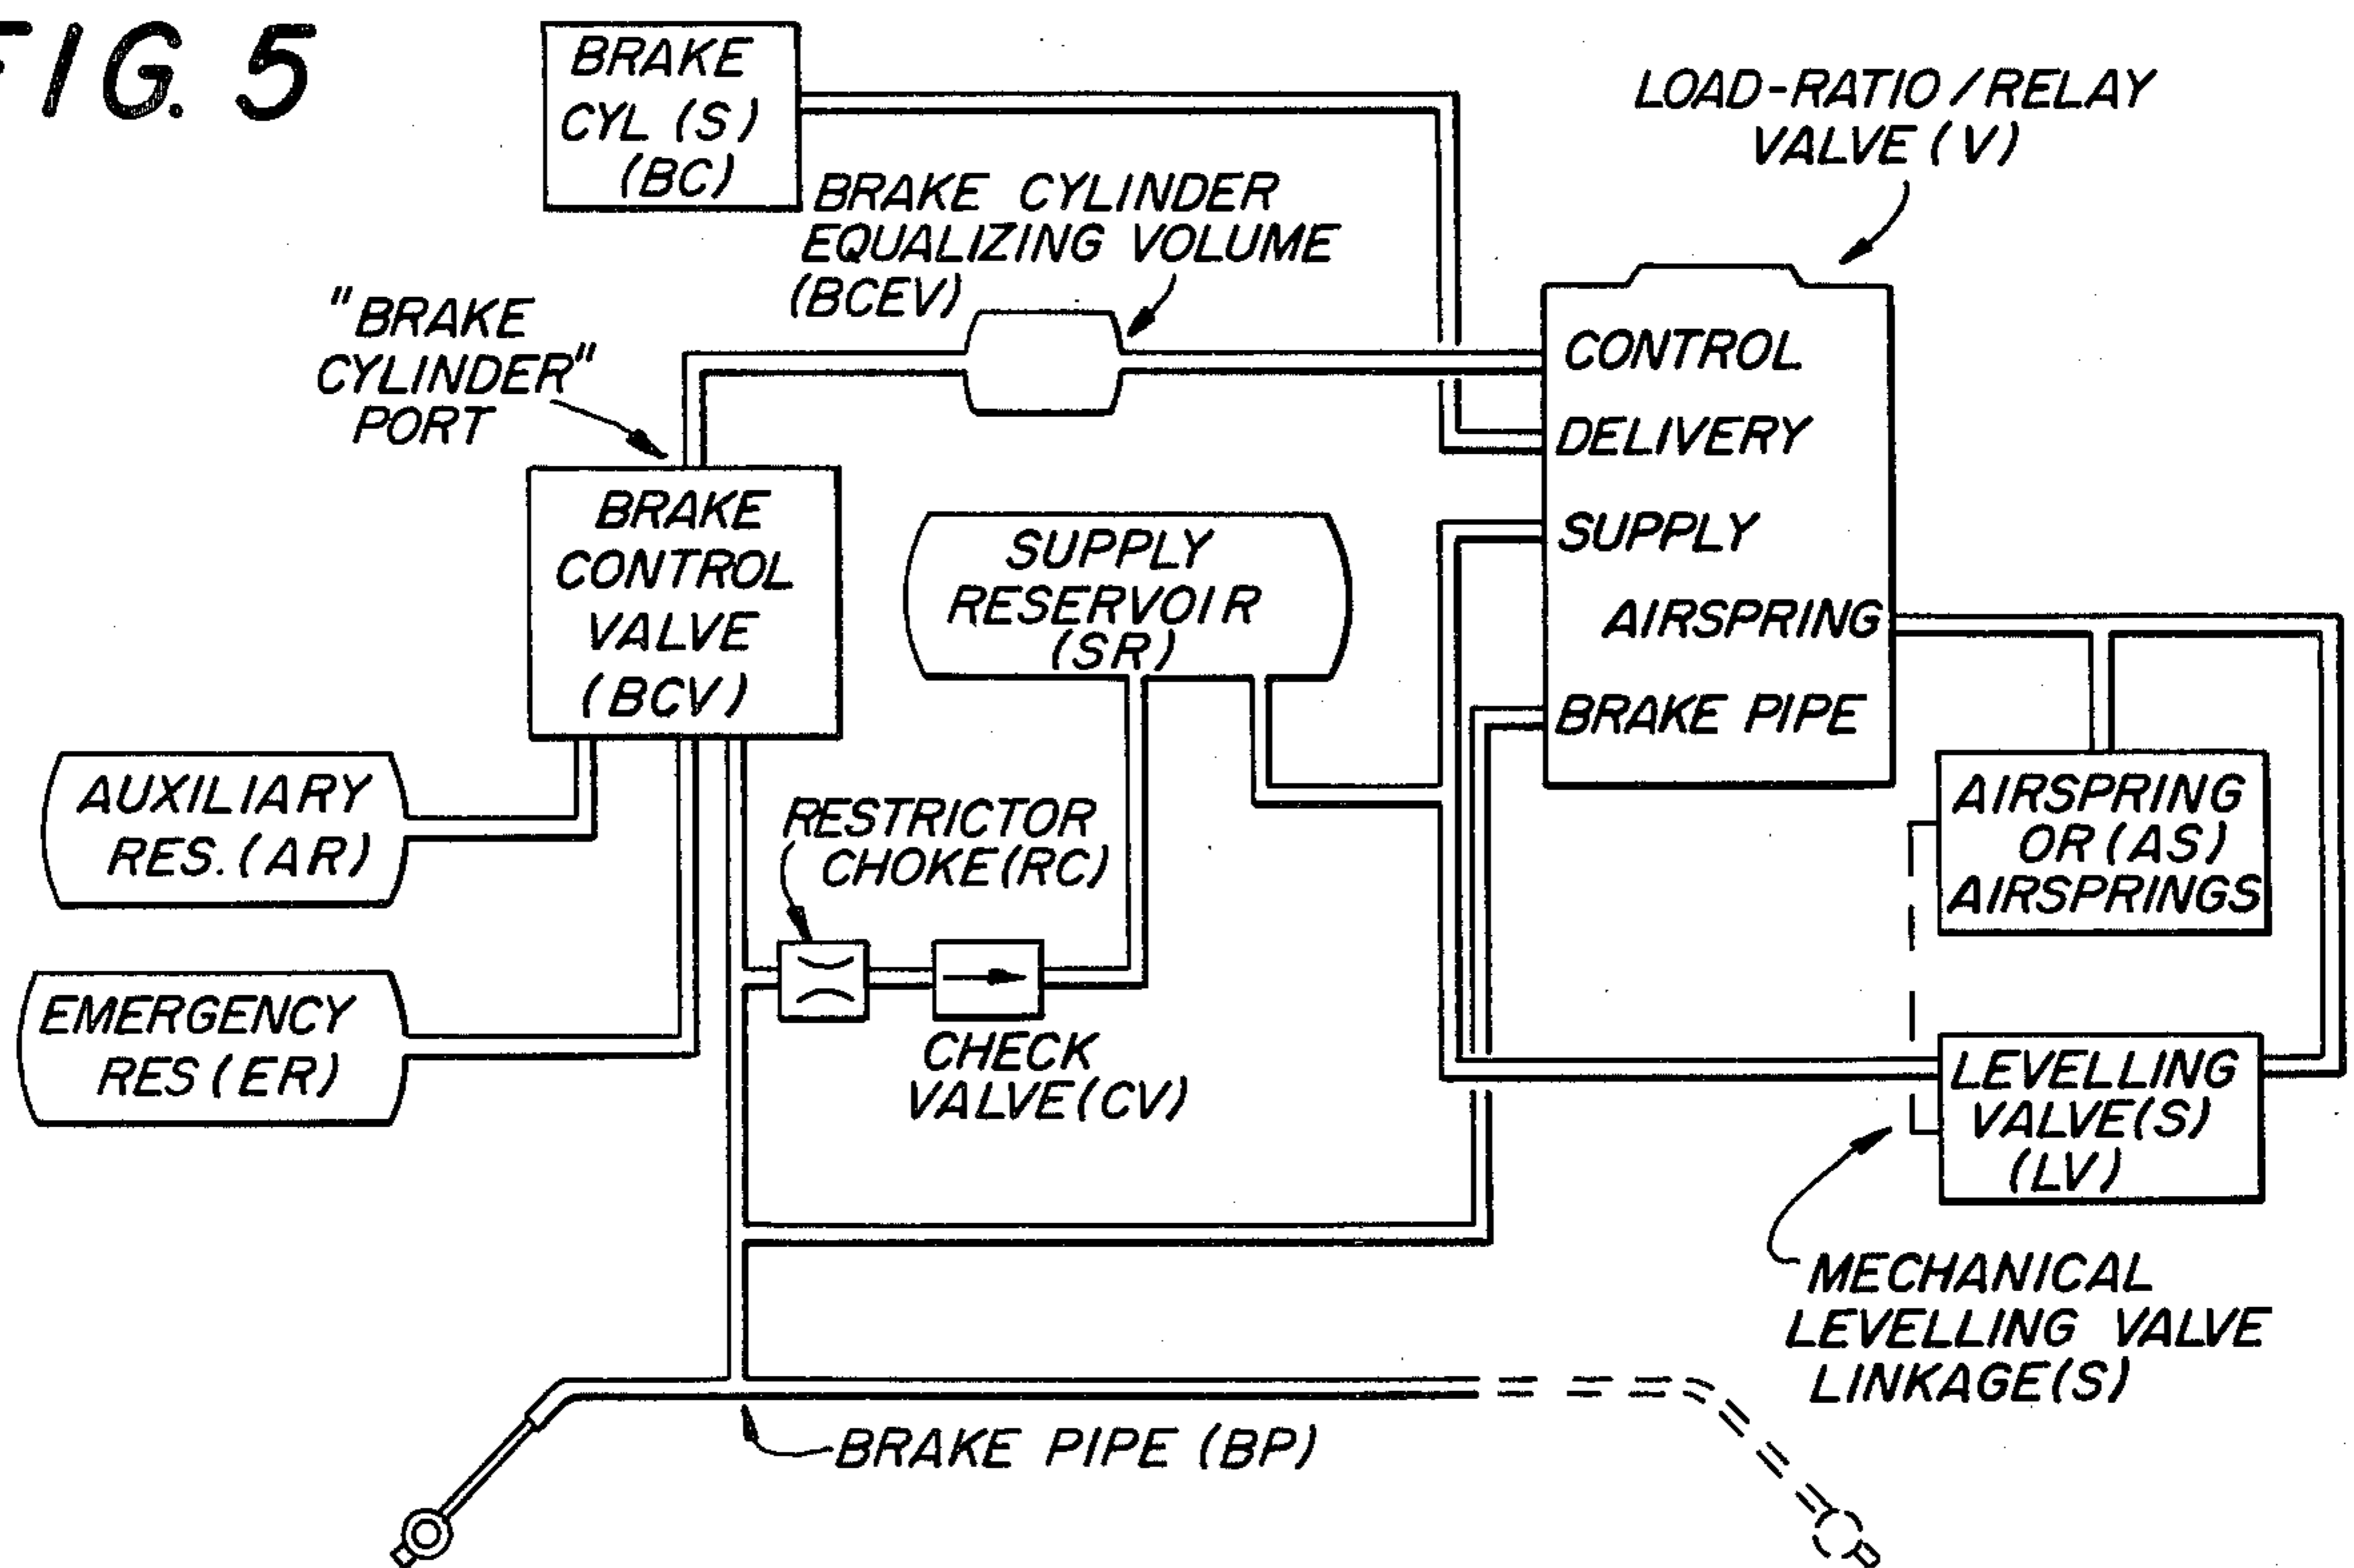 FIG. 5
BRAKE
CYL (S)
(BC)
LOAD-RATIO/RELAY
VALVE (V)
BRAKE CYLINDER
EQUALIZING VOLUME
(BCEV)
"BRAKE
CYLINDER"
PORT
CONTROL
DELIVERY
SUPPLY
AIRSPRING
BRAKE PIPE
BRAKE
CONTROL
VALVE
(BCV)
SUPPLY
RESERVOIR
(SR)
AUXILIARY
RES. (AR)
RESTRICTOR
CHOKE (RC)
AIRSPRING
OR (AS)
AIRSPRINGS
EMERGENCY
RES (ER)
CHECK
VALVE (CV)
LEVELLING
VALVE(S)
(LV)
MECHANICAL
LEVELLING VALVE
LINKAGE(S)
BRAKE PIPE (BP)